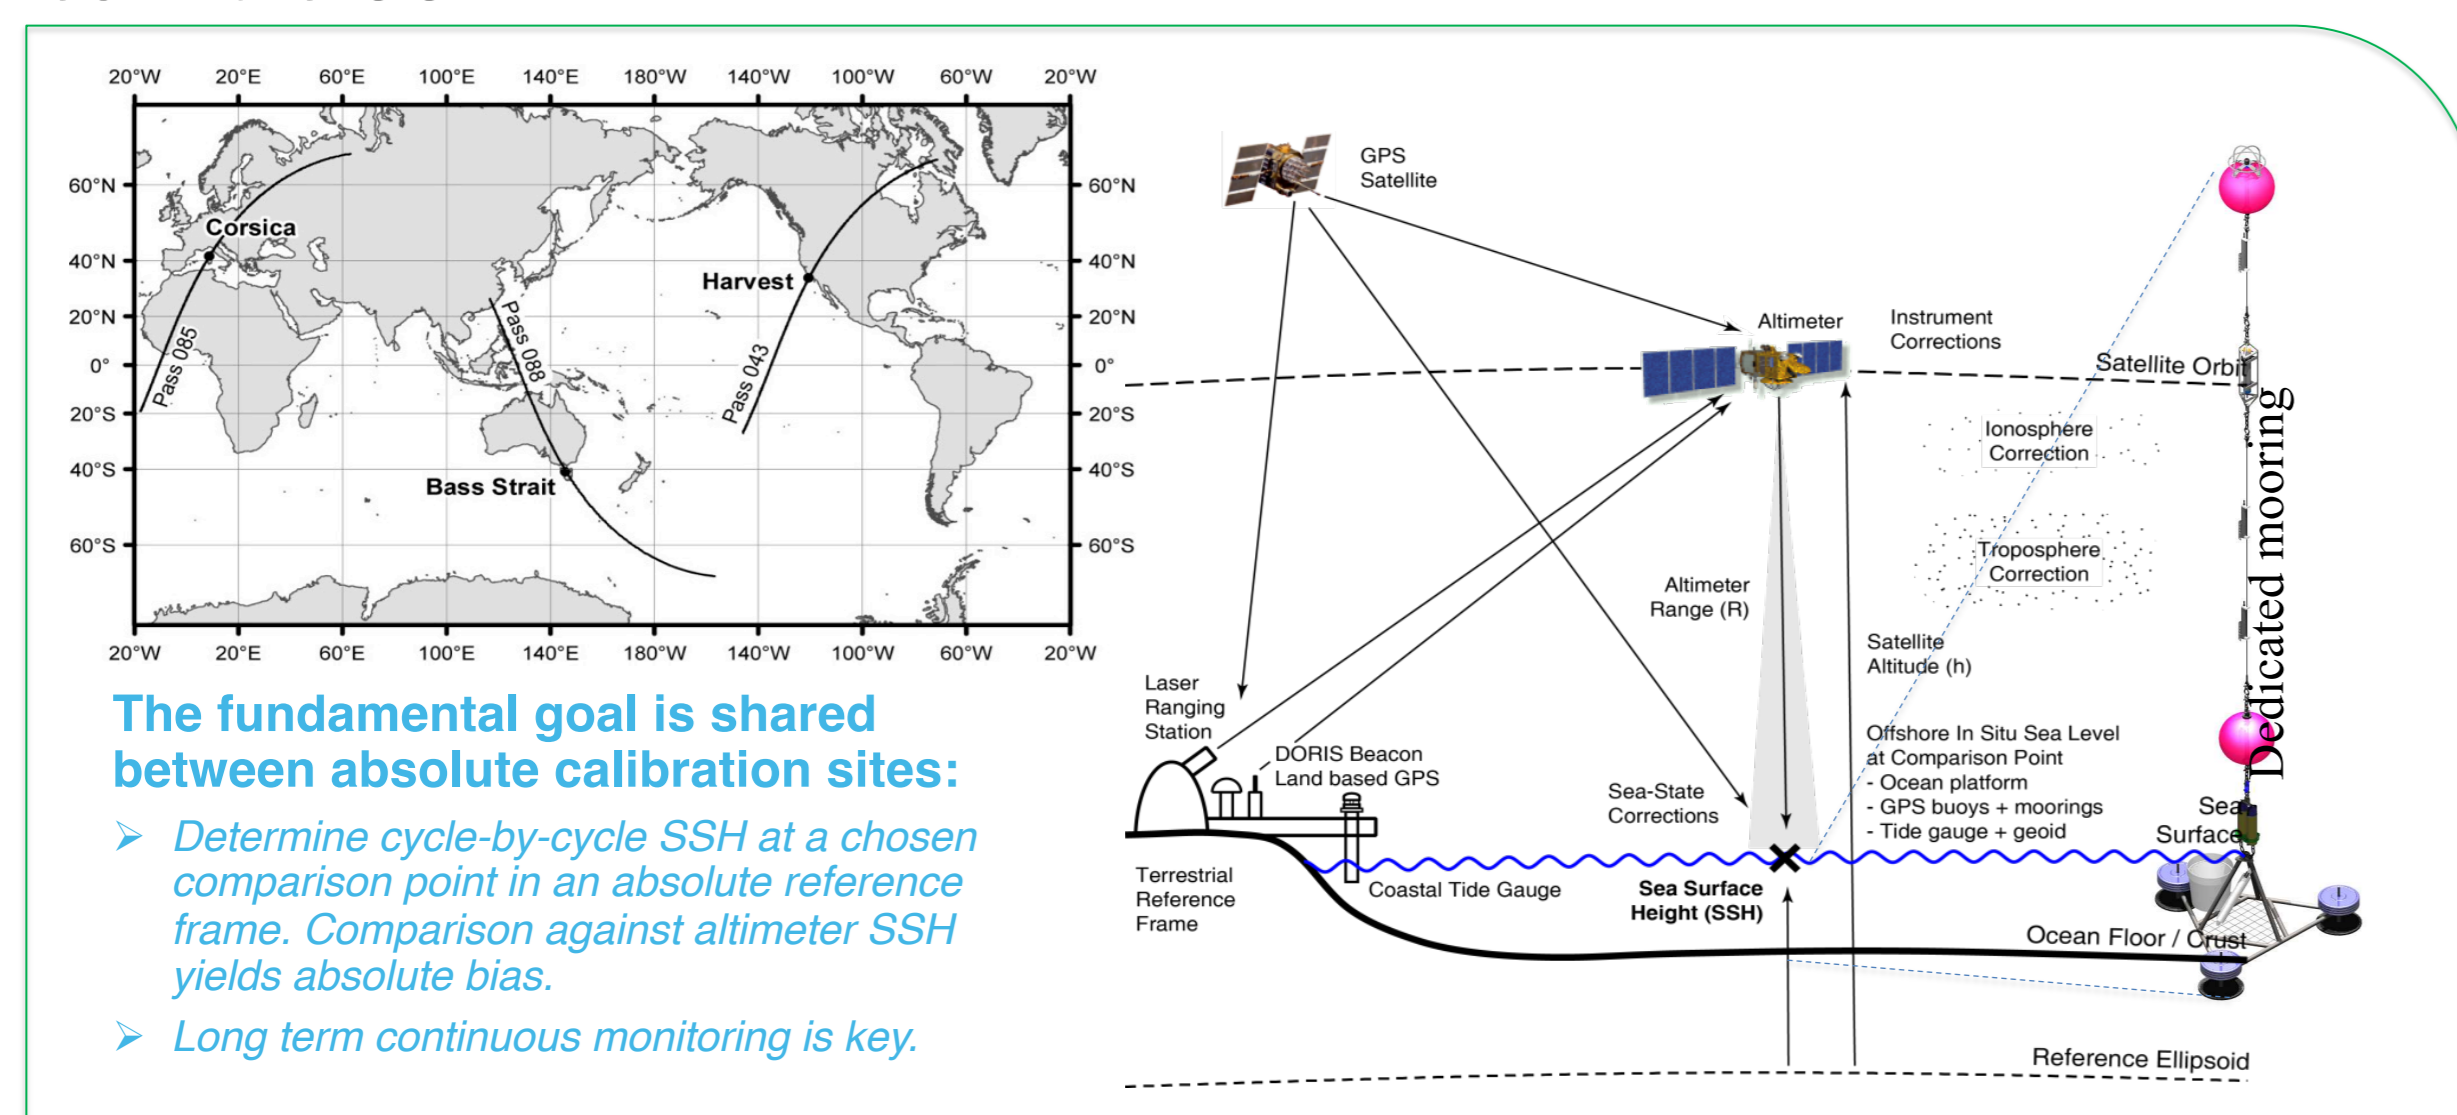 20°W 20°E 60°E 100°E 140°E 180°W 140°W 100°W 60°W 20°W
60°N 60°N
Corsica
40°N 40°N
Harvest
20°N 20°N
Pass 085
Pass 088
Pass 043
0° 0°
20°S 20°S
40°S 40°S
Bass Strait
60°S 60°S
20°W 20°E 60°E 100°E 140°E 180°W 140°W 100°W 60°W 20°W
The fundamental goal is shared
between absolute calibration sites:
➢ Determine cycle-by-cycle SSH at a chosen
comparison point in an absolute reference
frame. Comparison against altimeter SSH
yields absolute bias.
➢ Long term continuous monitoring is key.
GPS
Satellite
Altimeter
Instrument
Corrections
Satellite Orbit
Ionosphere
Correction
Troposphere
Correction
Altimeter
Range (R)
Satellite
Altitude (h)
Dedicated mooring
Laser
Ranging
Station
DORIS Beacon
Land based GPS
Sea-State
Corrections
Offshore In Situ Sea Level
at Comparison Point
- Ocean platform
- GPS buoys + moorings
- Tide gauge + geoid
Sea
Surface
Terrestrial
Reference
Frame
Coastal Tide Gauge
Sea Surface
Height (SSH)
Ocean Floor / Crust
Reference Ellipsoid